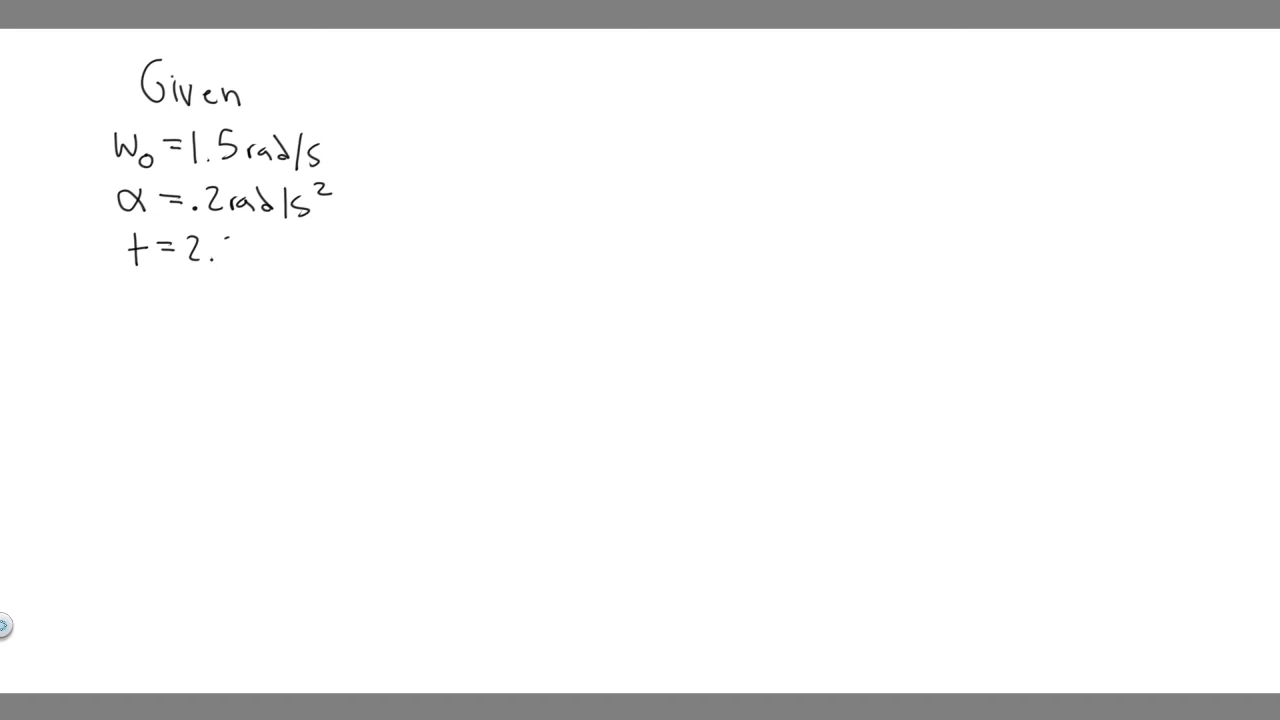 Given
w₀ = 1.5 rad/s
α = .2 rad/s²
t = 2.